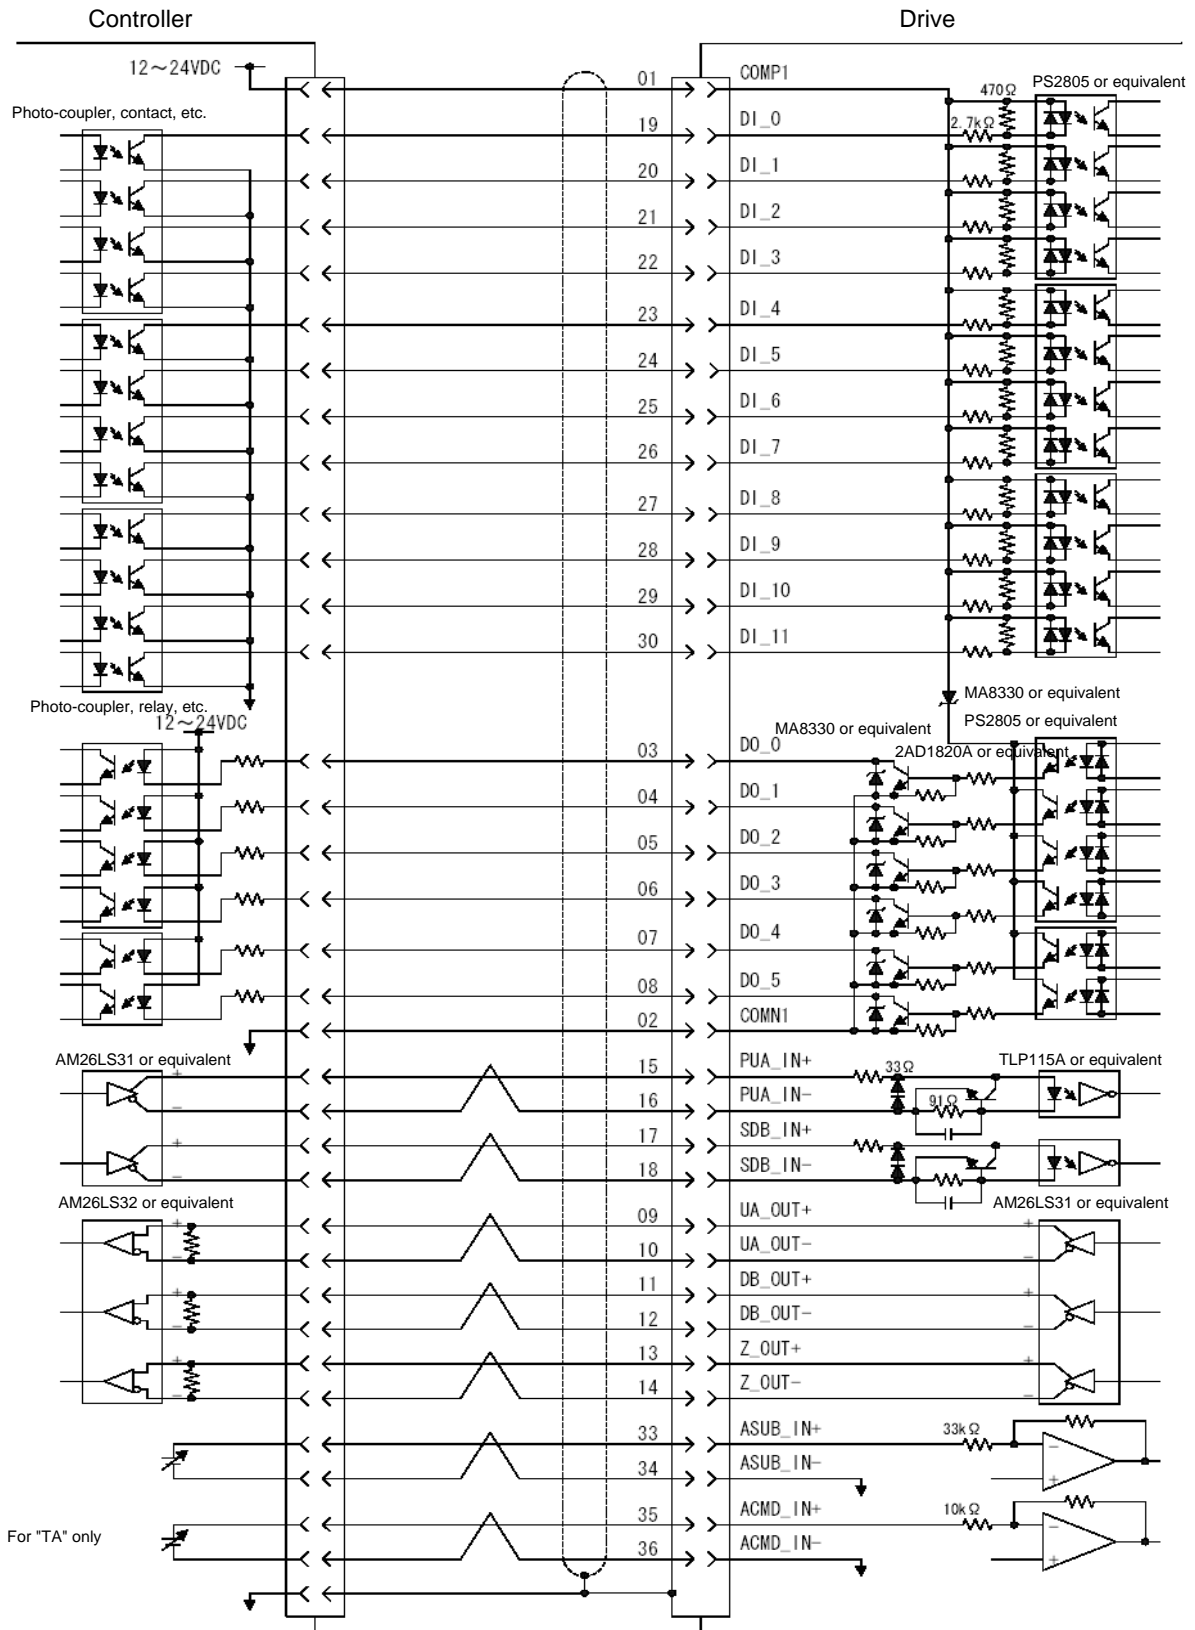 Controller
Drive
12~24VDC
01
COMP1
PS2805 or equivalent
470Ω
Photo-coupler, contact, etc.
19
DI_0
2.7kΩ
20
DI_1
21
DI_2
22
DI_3
23
DI_4
24
DI_5
25
DI_6
26
DI_7
27
DI_8
28
DI_9
29
DI_10
30
DI_11
MA8330 or equivalent
Photo-coupler, relay, etc.
12~24VDC
MA8330 or equivalent
PS2805 or equivalent
03
DO_0
2AD1820A or equivalent
04
DO_1
05
DO_2
06
DO_3
07
DO_4
08
DO_5
02
COMN1
AM26LS31 or equivalent
+
15
PUA_IN+
33Ω
TLP115A or equivalent
-
16
PUA_IN-
91Ω
+
17
SDB_IN+
-
18
SDB_IN-
AM26LS32 or equivalent
AM26LS31 or equivalent
+
09
UA_OUT+
+
-
10
UA_OUT-
-
+
11
DB_OUT+
+
-
12
DB_OUT-
-
+
13
Z_OUT+
+
-
14
Z_OUT-
-
33
ASUB_IN+
33kΩ
-
34
ASUB_IN-
+
35
ACMD_IN+
10kΩ
-
For "TA" only
36
ACMD_IN-
+